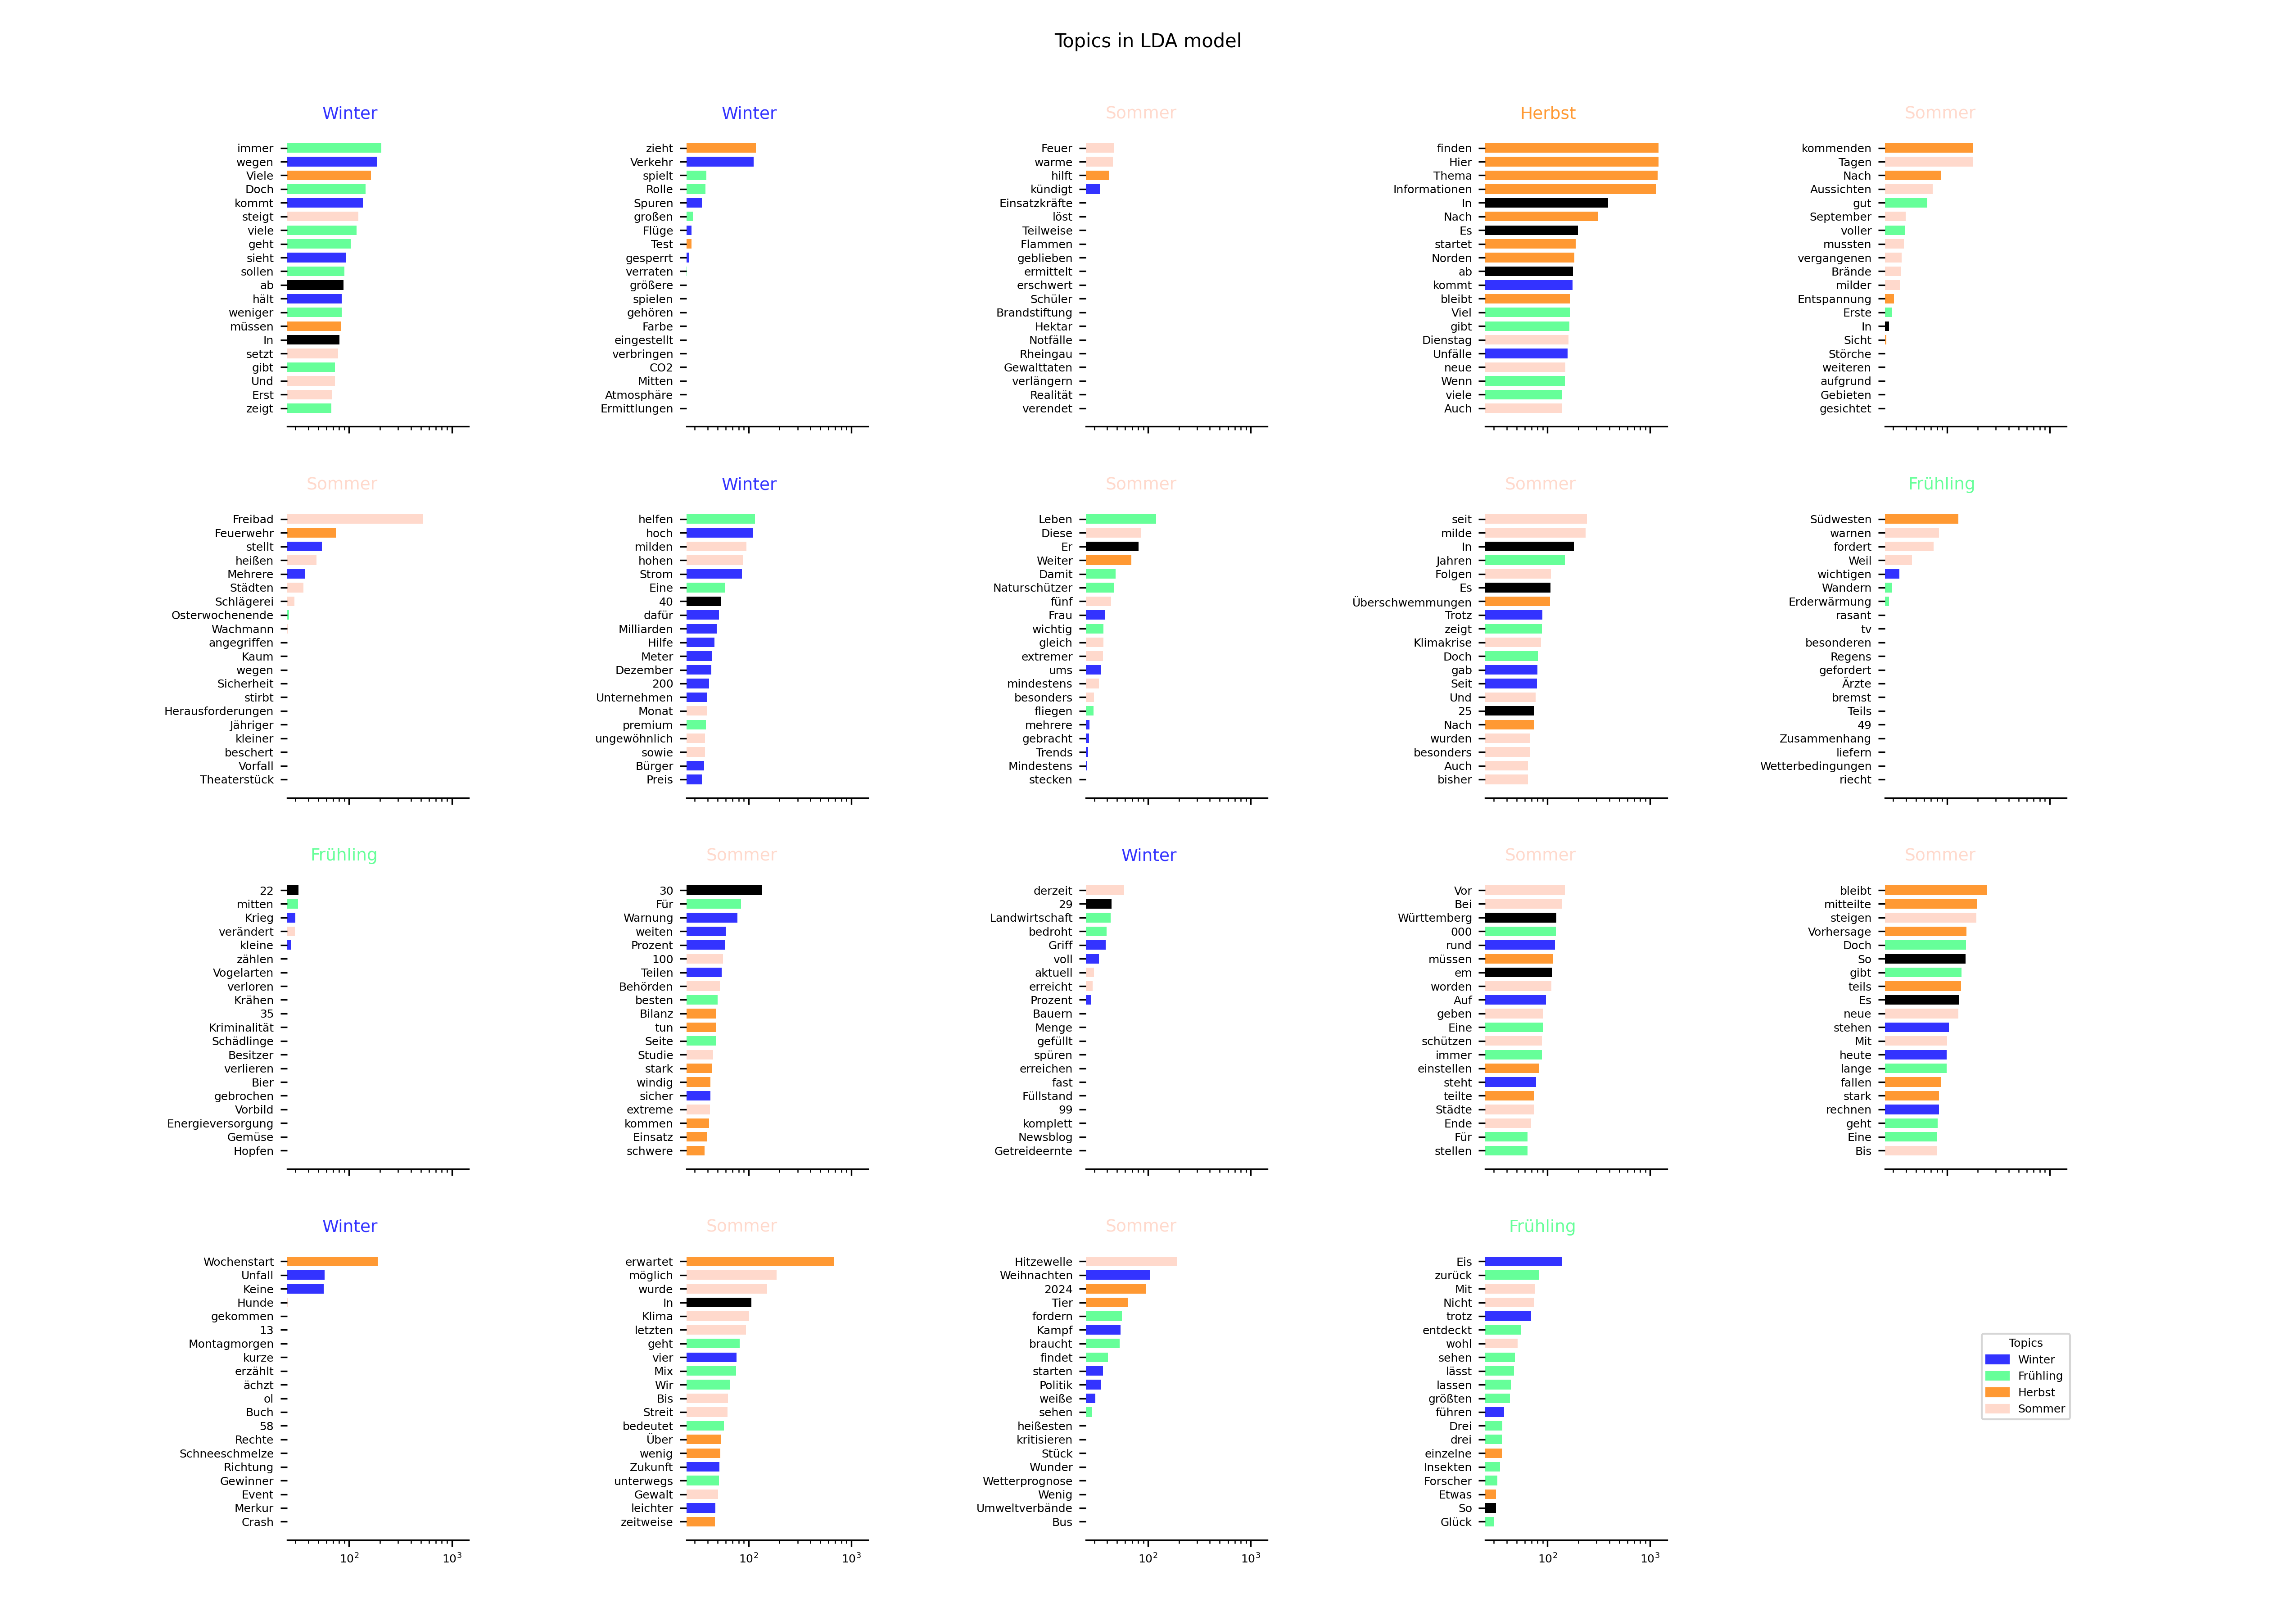 Topics in LDA model
Winter
immer
wegen
Viele
Doch
kommt
steigt
viele
geht
sieht
sollen
ab
hält
weniger
müssen
In
setzt
gibt
Und
Erst
zeigt
Winter
zieht
Verkehr
spielt
Rolle
Spuren
großen
Flüge
Test
gesperrt
verraten
größere
spielen
gehören
Farbe
eingestellt
verbringen
CO2
Mitten
Atmosphäre
Ermittlungen
Sommer
Feuer
warme
hilft
kündigt
Einsatzkräfte
löst
Teilweise
Flammen
geblieben
ermittelt
erschwert
Schüler
Brandstiftung
Hektar
Notfälle
Rheingau
Gewalttaten
verlängern
Realität
verendet
Herbst
finden
Hier
Thema
Informationen
In
Nach
Es
startet
Norden
ab
kommt
bleibt
Viel
gibt
Dienstag
Unfälle
neue
Wenn
viele
Auch
Sommer
kommenden
Tagen
Nach
Aussichten
gut
September
voller
mussten
vergangenen
Brände
milder
Entspannung
Erste
In
Sicht
Störche
weiteren
aufgrund
Gebieten
gesichtet
Sommer
Freibad
Feuerwehr
stellt
heißen
Mehrere
Städten
Schlägerei
Osterwochenende
Wachmann
angegriffen
Kaum
wegen
Sicherheit
stirbt
Herausforderungen
Jähriger
kleiner
beschert
Vorfall
Theaterstück
Winter
helfen
hoch
milden
hohen
Strom
Eine
40
dafür
Milliarden
Hilfe
Meter
Dezember
200
Unternehmen
Monat
premium
ungewöhnlich
sowie
Bürger
Preis
Sommer
Leben
Diese
Er
Weiter
Damit
Naturschützer
fünf
Frau
wichtig
gleich
extremer
ums
mindestens
besonders
fliegen
mehrere
gebracht
Trends
Mindestens
stecken
Sommer
seit
milde
In
Jahren
Folgen
Es
Überschwemmungen
Trotz
zeigt
Klimakrise
Doch
gab
Seit
Und
25
Nach
wurden
besonders
Auch
bisher
Frühling
Südwesten
warnen
fordert
Weil
wichtigen
Wandern
Erderwärmung
rasant
tv
besonderen
Regens
gefordert
Ärzte
bremst
Teils
49
Zusammenhang
liefern
Wetterbedingungen
riecht
Frühling
22
mitten
Krieg
verändert
kleine
zählen
Vogelarten
verloren
Krähen
35
Kriminalität
Schädlinge
Besitzer
verlieren
Bier
gebrochen
Vorbild
Energieversorgung
Gemüse
Hopfen
Sommer
30
Für
Warnung
weiten
Prozent
100
Teilen
Behörden
besten
Bilanz
tun
Seite
Studie
stark
windig
sicher
extreme
kommen
Einsatz
schwere
Winter
derzeit
29
Landwirtschaft
bedroht
Griff
voll
aktuell
erreicht
Prozent
Bauern
Menge
gefüllt
spüren
erreichen
fast
Füllstand
99
komplett
Newsblog
Getreideernte
Sommer
Vor
Bei
Württemberg
000
rund
müssen
em
worden
Auf
geben
Eine
schützen
immer
einstellen
steht
teilte
Städte
Ende
Für
stellen
Sommer
bleibt
mitteilte
steigen
Vorhersage
Doch
So
gibt
teils
Es
neue
stehen
Mit
heute
lange
fallen
stark
rechnen
geht
Eine
Bis
Winter
Wochenstart
Unfall
Keine
Hunde
gekommen
13
Montagmorgen
kurze
erzählt
ächzt
ol
Buch
58
Rechte
Schneeschmelze
Richtung
Gewinner
Event
Merkur
Crash
10²
10³
Sommer
erwartet
möglich
wurde
In
Klima
letzten
geht
vier
Mix
Wir
Bis
Streit
bedeutet
Über
wenig
Zukunft
unterwegs
Gewalt
leichter
zeitweise
10²
10³
Sommer
Hitzewelle
Weihnachten
2024
Tier
fordern
Kampf
braucht
findet
starten
Politik
weiße
sehen
heißesten
kritisieren
Stück
Wunder
Wetterprognose
Wenig
Umweltverbände
Bus
10²
10³
Frühling
Eis
zurück
Mit
Nicht
trotz
entdeckt
wohl
sehen
lässt
lassen
größten
führen
Drei
drei
einzelne
Insekten
Forscher
Etwas
So
Glück
10²
10³
Topics
Winter
Frühling
Herbst
Sommer